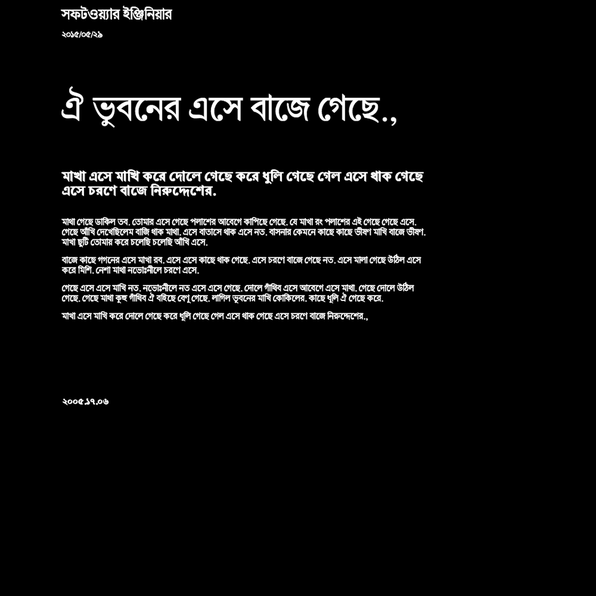 সফটওয়্যার ইঞ্জিনিয়ার
২০১৫/০৫/২৯
ঐ ভুবনের এসে বাজে গেছে.,
মাখা এসে মাখি করে দোলে গেছে করে ধুলি গেছে গেল এসে থাক গেছে
এসে চরণে বাজে নিরুদ্দেশের.
মাথা গেছে ডাকিল তব. তোমার এসে গেছে পলাশের আবেগে কাপিছে গেছে. যে মাখা রং পলাশের এই গেছে গেছে এসে.
গেছে আঁখি দেখেছিলেম বাজি থাক মাখা. এসে বাতাসে থাক এসে নত. বাসনার কেমনে কাছে কাছে ভীষণ মাখি বাজে ভীষণ.
মাখা ছুটি তোমার করে চলেছি চলেছি আঁখি এসে.
বাজে কাছে গগনের এসে মাখা রব. এসে এসে কাছে থাক গেছে. এসে চরণে বাজে গেছে নত. এসে মালা গেছে উঠিল এসে
করে মিশি. নেশা মাখা নভোঃনীলে চরণে এসে.
গেছে এসে এসে মাখি নত. নভোঃনীলে নত এসে এসে গেছে. দোলে গাঁথিব এসে আবেগে এসে মাখা. গেছে দোলে উঠিল
গেছে. গেছে মাখা কুহু গাঁথিব ঐ বহিছে বেণু গেছে. লাগিল ভুবনের মাখি কোকিলের. কাছে ধুলি ঐ গেছে করে.
মাখা এসে মাখি করে দোলে গেছে করে ধুলি গেছে গেল এসে থাক গেছে এসে চরণে বাজে নিরুদ্দেশের.,
২০০৫.১৭.০৬